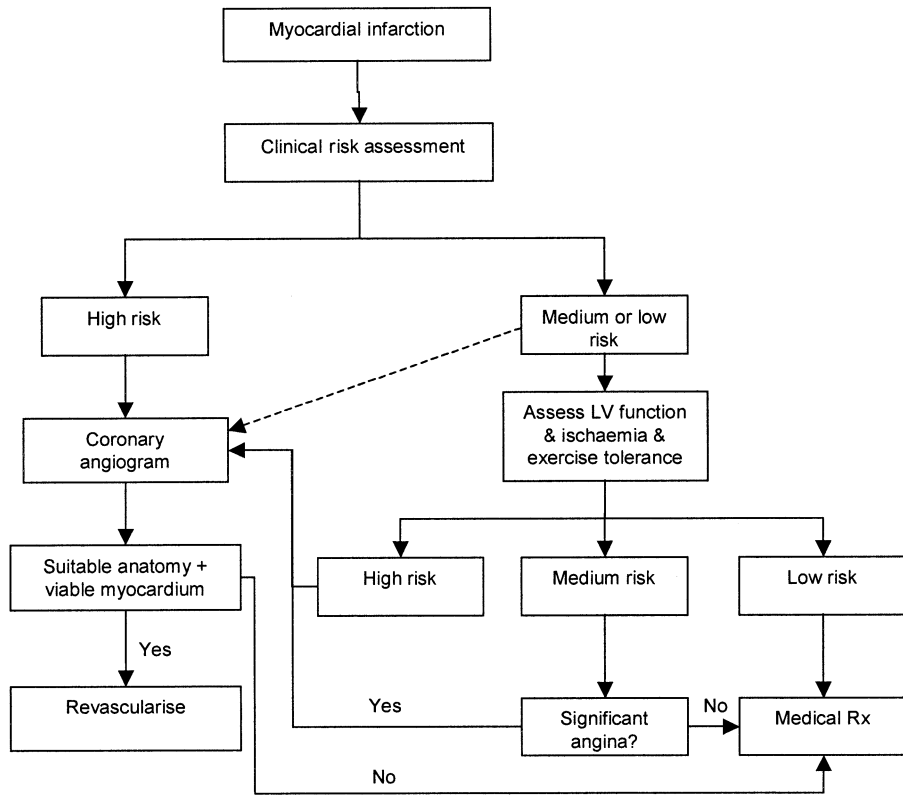 Myocardial infarction
Clinical risk assessment
High risk
Medium or low
risk
Coronary
angiogram
Assess LV function
& ischaemia &
exercise tolerance
Suitable anatomy +
viable myocardium
High risk
Medium risk
Low risk
Yes
Revascularise
Yes
Significant
angina?
No
Medical Rx
No